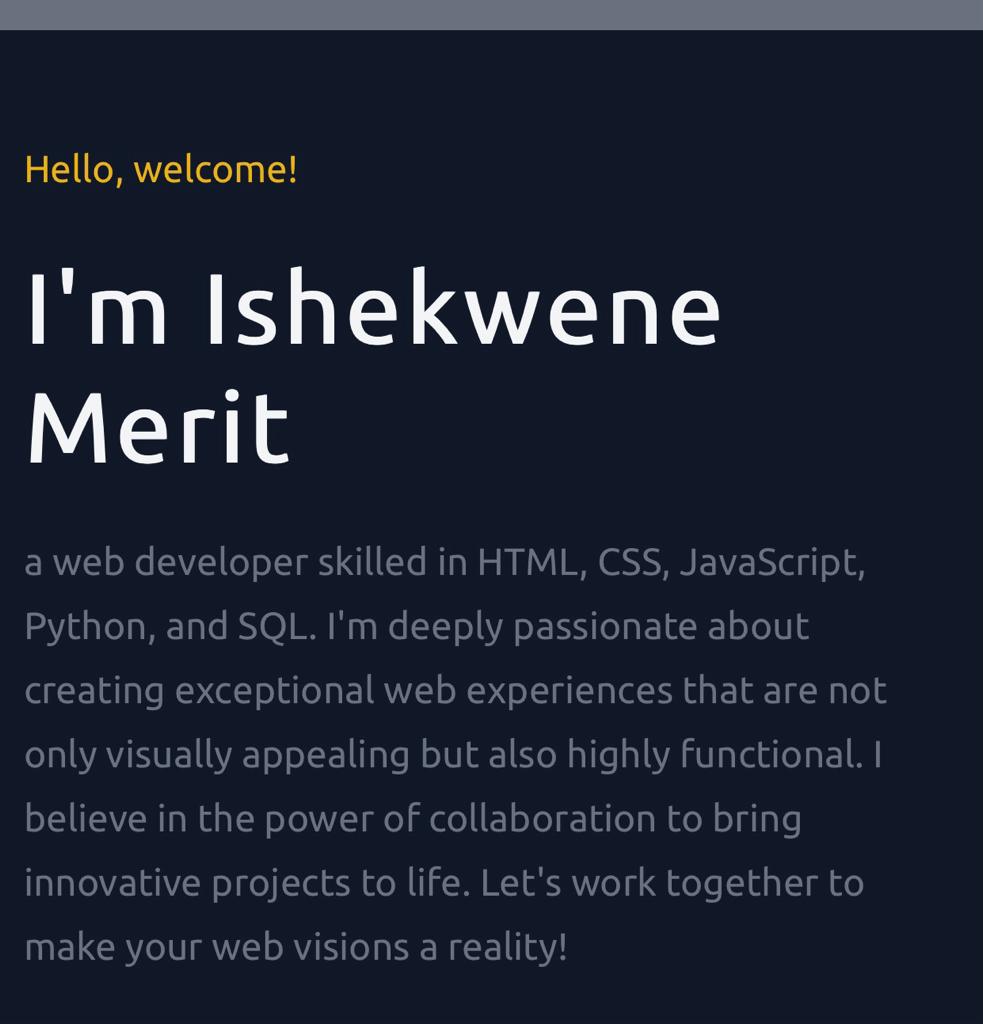 Hello, welcome!
I'm Ishekwene
Merit
a web developer skilled in HTML, CSS, JavaScript,
Python, and SQL. I'm deeply passionate about
creating exceptional web experiences that are not
only visually appealing but also highly functional. I
believe in the power of collaboration to bring
innovative projects to life. Let's work together to
make your web visions a reality!